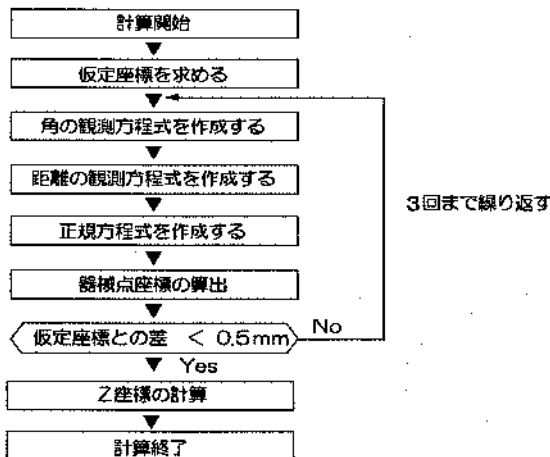 計算開始
仮定座標を求める
角の観測方程式を作成する
距離の観測方程式を作成する
3回まで繰り返す
正規方程式を作成する
器械点座標の算出
仮定座標との差 < 0.5mm
No
Yes
Z座標の計算
計算終了